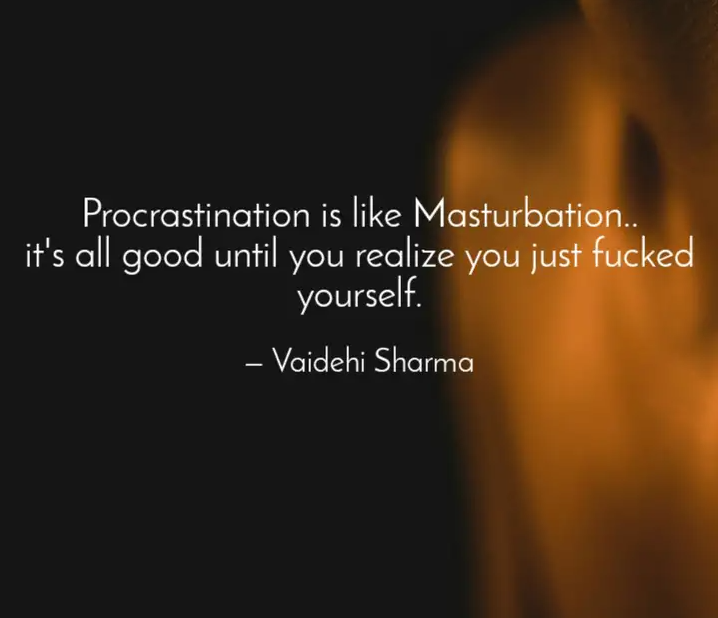 Procrastination is like Masturbation..
it's all good until you realize you just fucked
yourself.
– Vaidehi Sharma